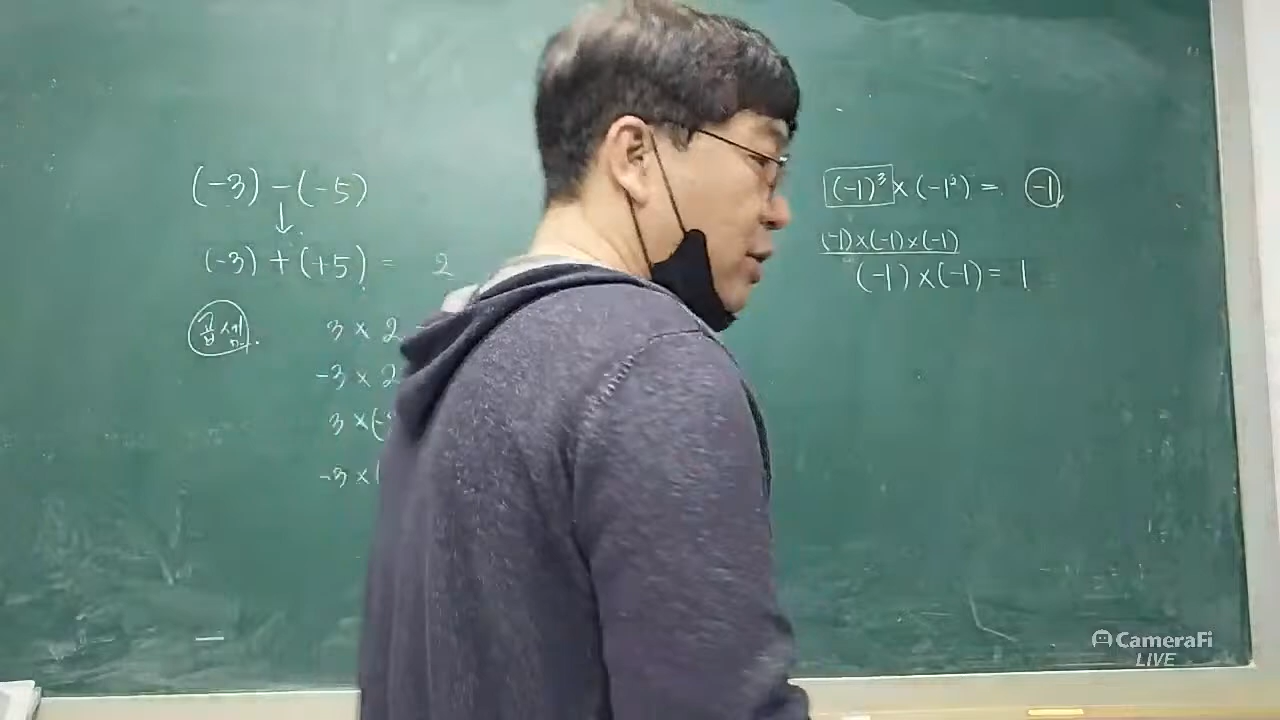 (-3) - (-5)
↓
(-3) + (+5) = 2
곱셈
3 × 2
-3 × 2
3 × (-
-3 × (
(-1)³ × (-1³) = -1
(-1)×(-1)×(-1)
(-1) × (-1) = 1
CameraFi
LIVE